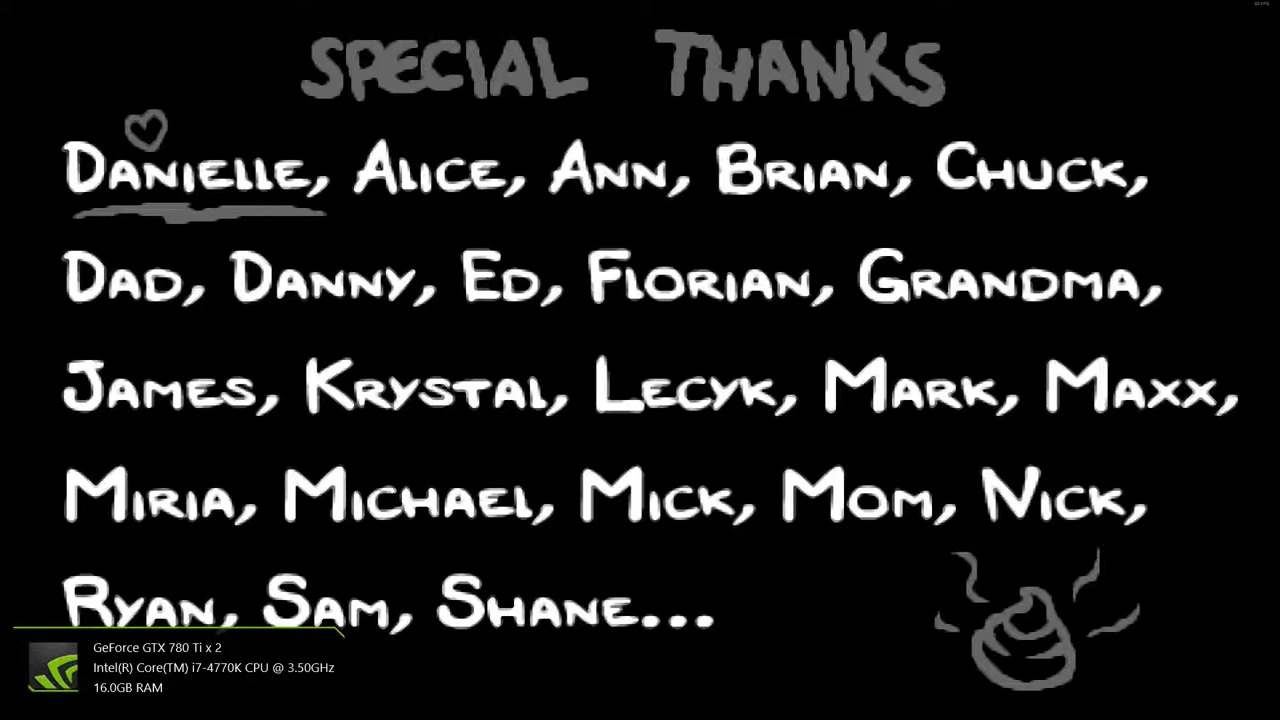 SPECIAL THANKS
DANIELLE, ALICE, ANN, BRIAN, CHUCK,
DAD, DANNY, ED, FLORIAN, GRANDMA,
JAMES, KRYSTAL, LECYK, MARK, MAXX,
MIRIA, MICHAEL, MICK, MOM, NICK,
RYAN, SAM, SHANE...
GeForce GTX 780 Ti x 2
Intel(R) Core(TM) i7-4770K CPU @ 3.50GHz
16.0GB RAM